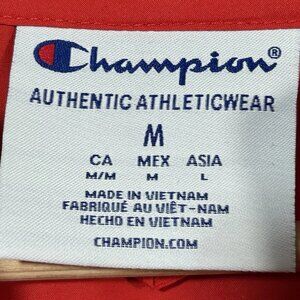 Champion®
AUTHENTIC ATHLETICWEAR
M
CA MEX ASIA
M/M M L
MADE IN VIETNAM
FABRIQUÉ AU VIÊT-NAM
HECHO EN VIETNAM
CHAMPION.COM